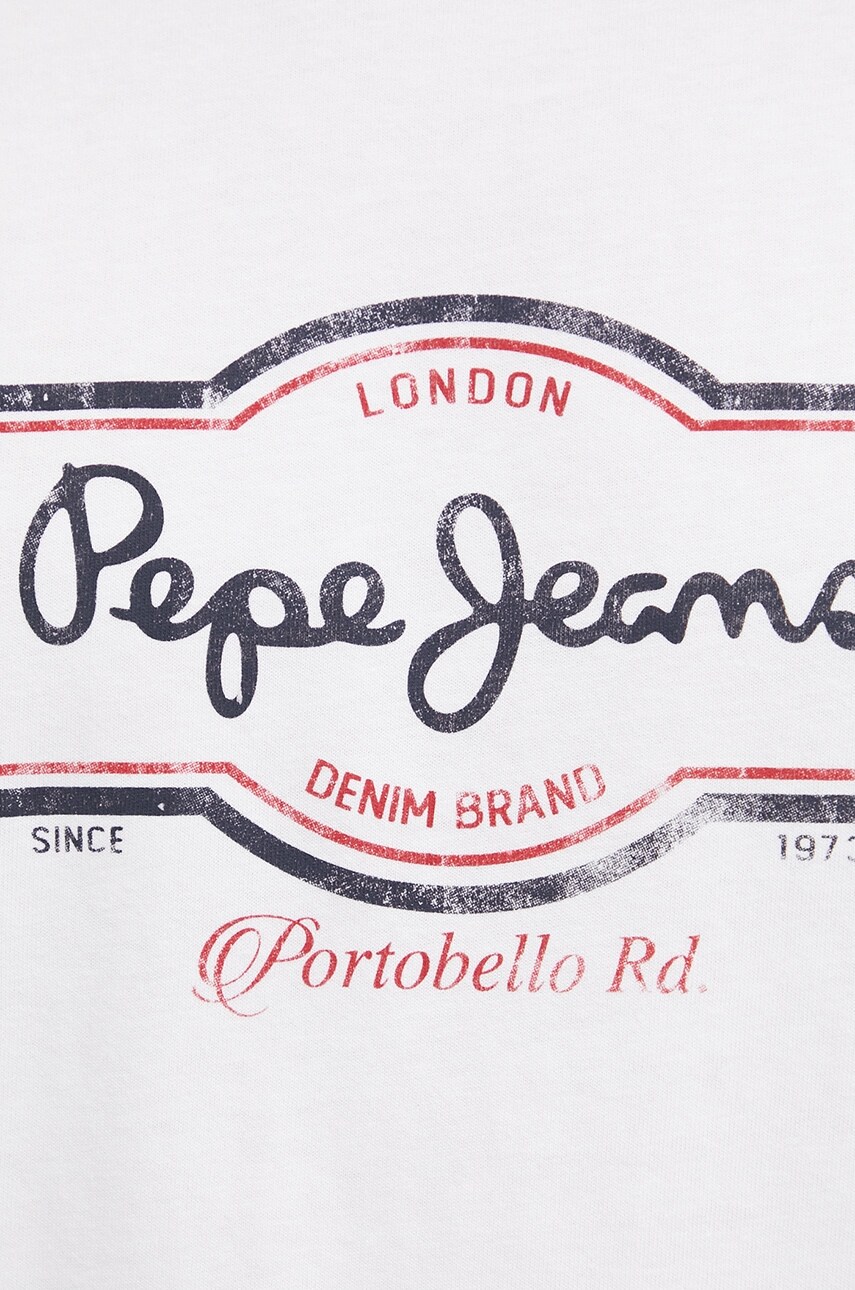 LONDON
Pepe Jeans
DENIM BRAND
SINCE 1973
Portobello Rd.